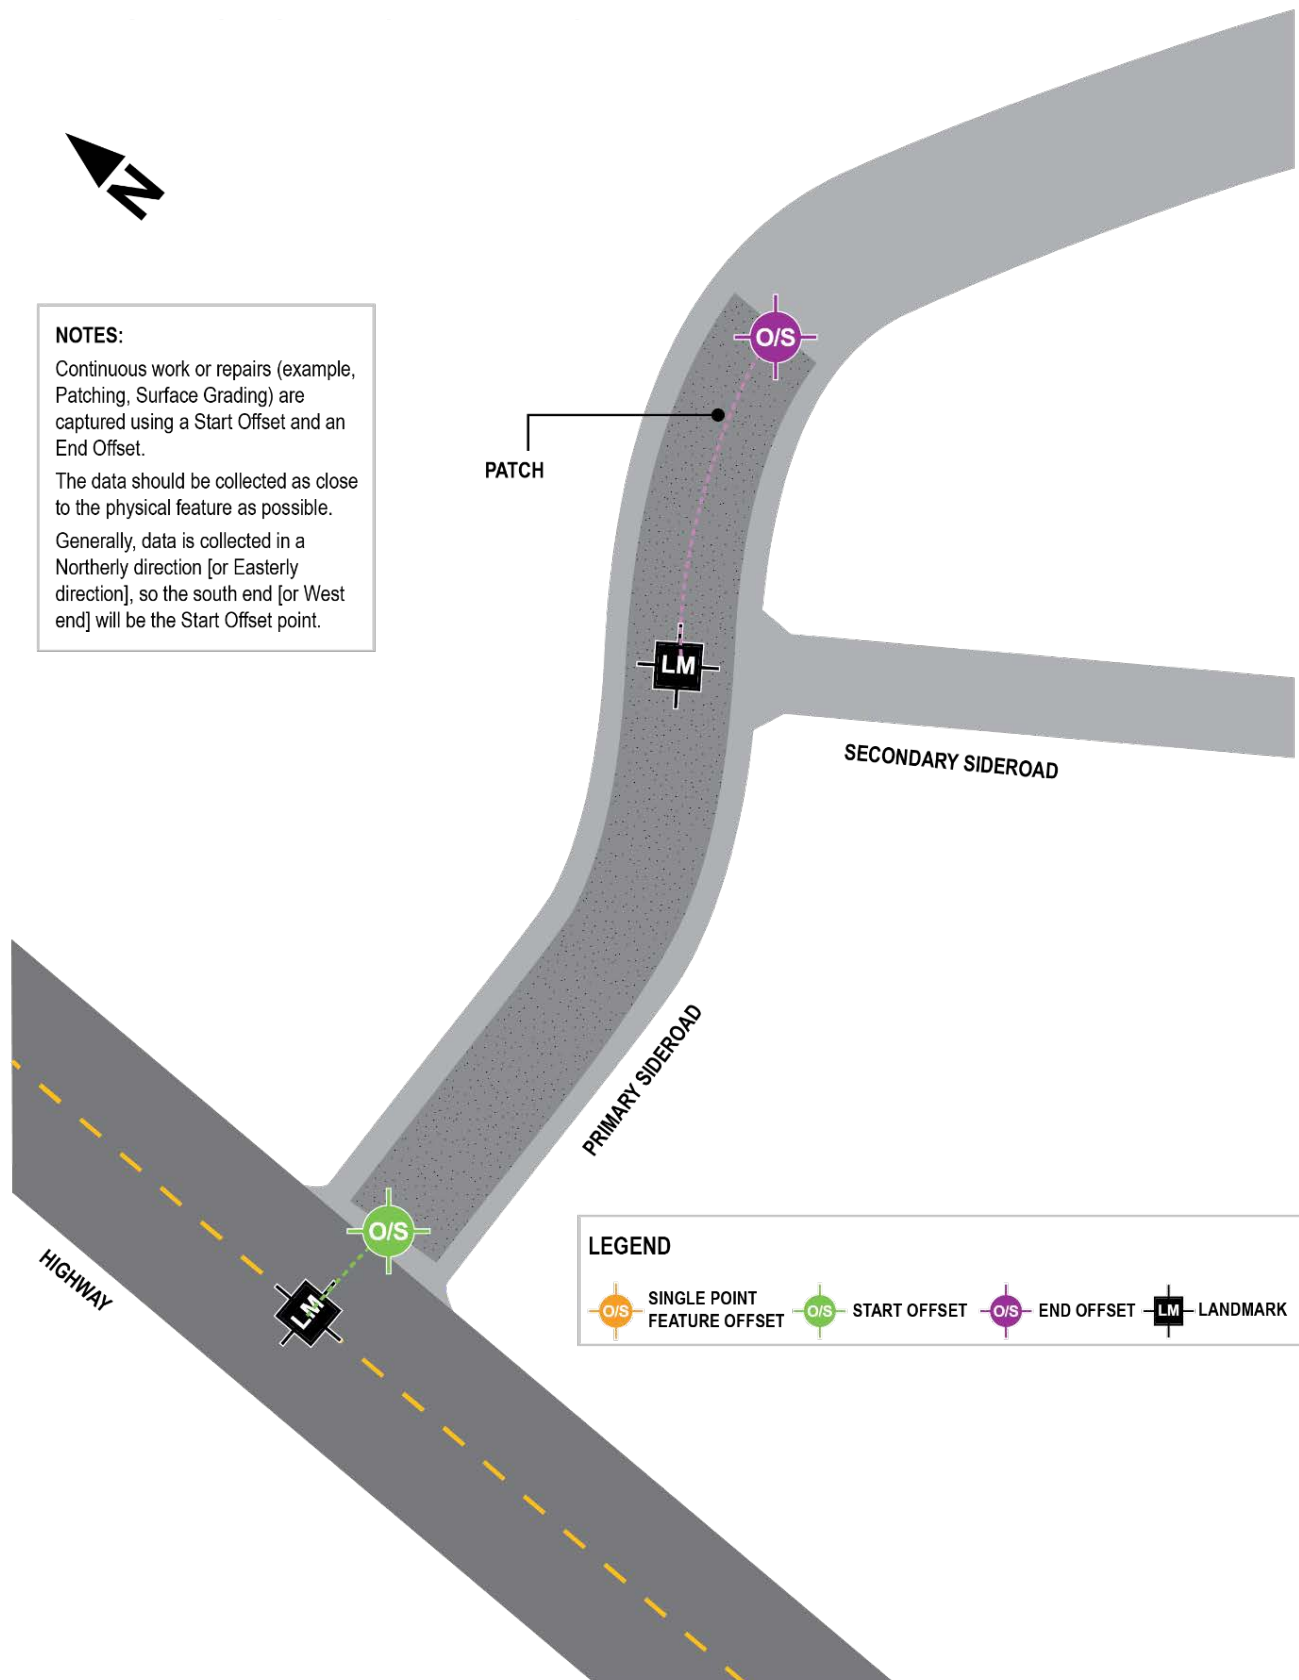 N
NOTES:
Continuous work or repairs (example,
Patching, Surface Grading) are
captured using a Start Offset and an
End Offset.
The data should be collected as close
to the physical feature as possible.
Generally, data is collected in a
Northerly direction [or Easterly
direction], so the south end [or West
end] will be the Start Offset point.
O/S
PATCH
LM
SECONDARY SIDEROAD
PRIMARY SIDEROAD
O/S
LM
HIGHWAY
LEGEND
O/S SINGLE POINT
FEATURE OFFSET
O/S START OFFSET
O/S END OFFSET
LM LANDMARK